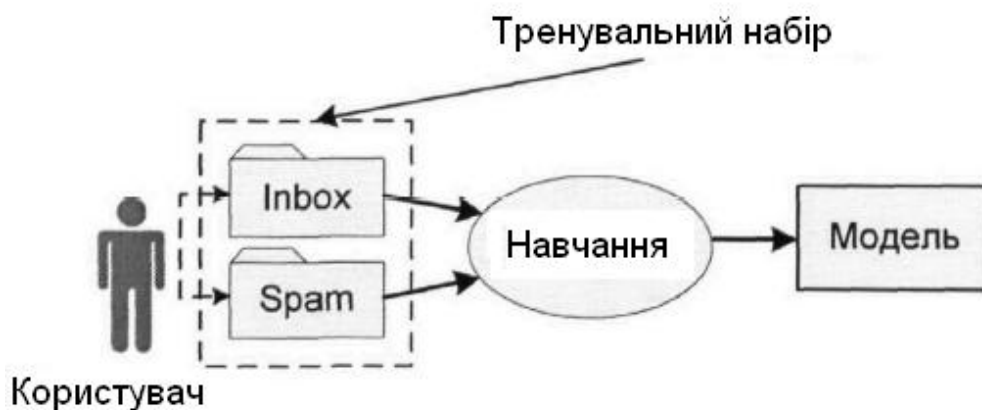 Тренувальний набір
Inbox
Навчання
Модель
Spam
Користувач